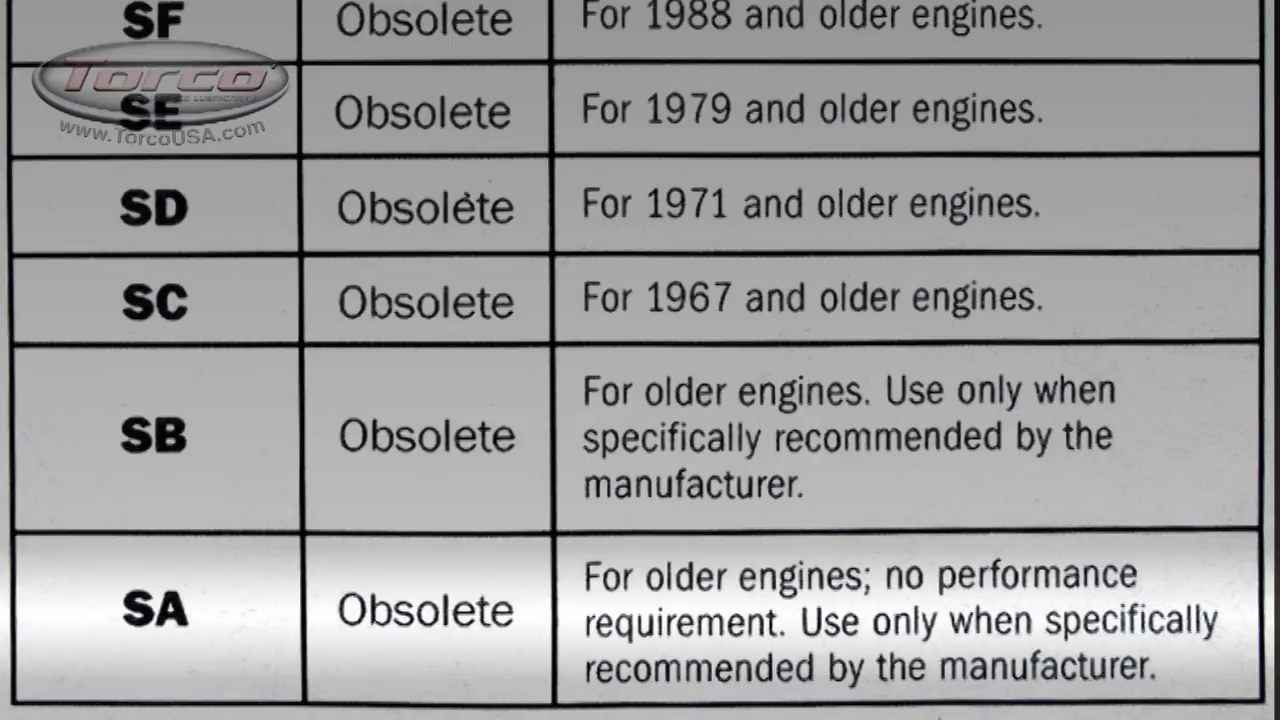 SF Obsolete For 1988 and older engines.
Torco
SE Obsolete For 1979 and older engines.
www.TorcoUSA.com
SD Obsolete For 1971 and older engines.
SC Obsolete For 1967 and older engines.
SB Obsolete For older engines. Use only when
specifically recommended by the
manufacturer.
SA Obsolete For older engines; no performance
requirement. Use only when specifically
recommended by the manufacturer.